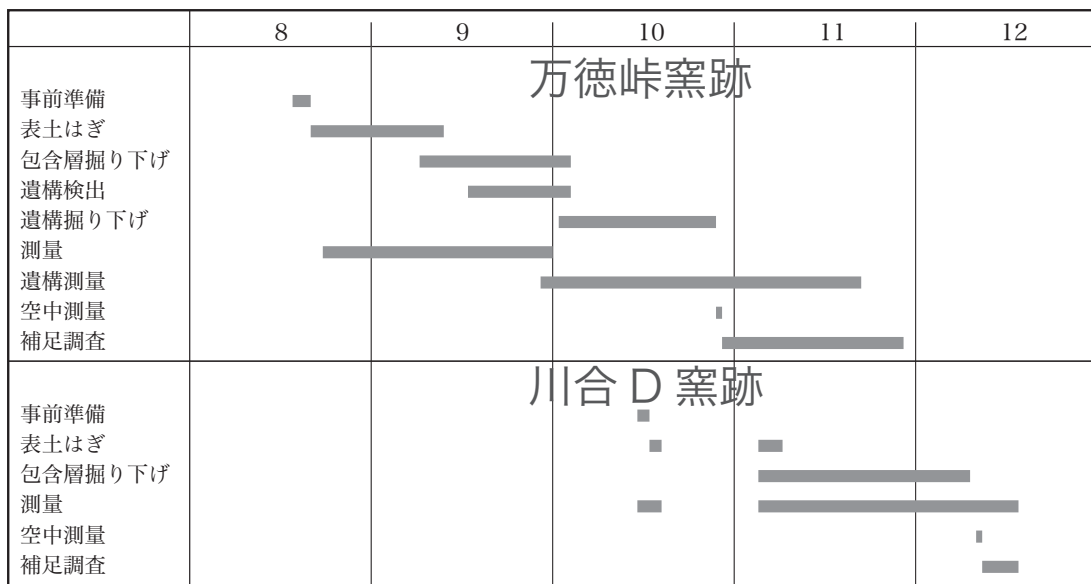 8 9 10 11 12
万徳峠窯跡
事前準備
表土はぎ
包含層掘り下げ
遺構検出
遺構掘り下げ
測量
遺構測量
空中測量
補足調査
川合 D 窯跡
事前準備
表土はぎ
包含層掘り下げ
測量
空中測量
補足調査